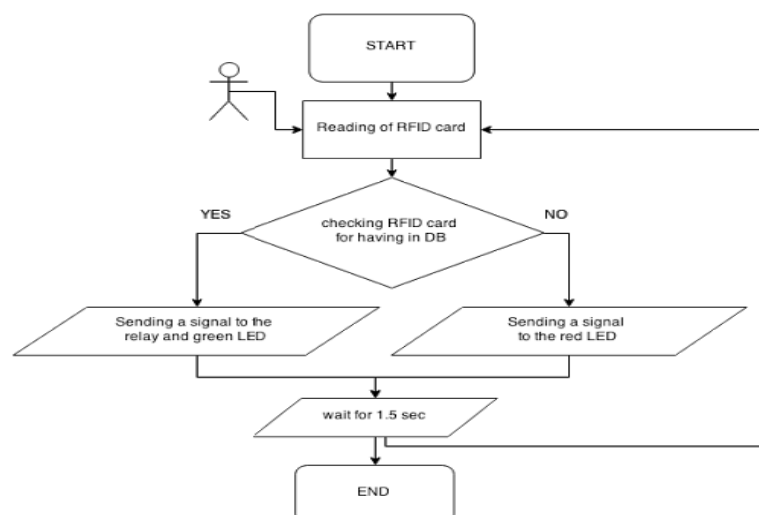 START
Reading of RFID card
YES
NO
checking RFID card
for having in DB
Sending a signal to the
relay and green LED
Sending a signal
to the red LED
wait for 1.5 sec
END